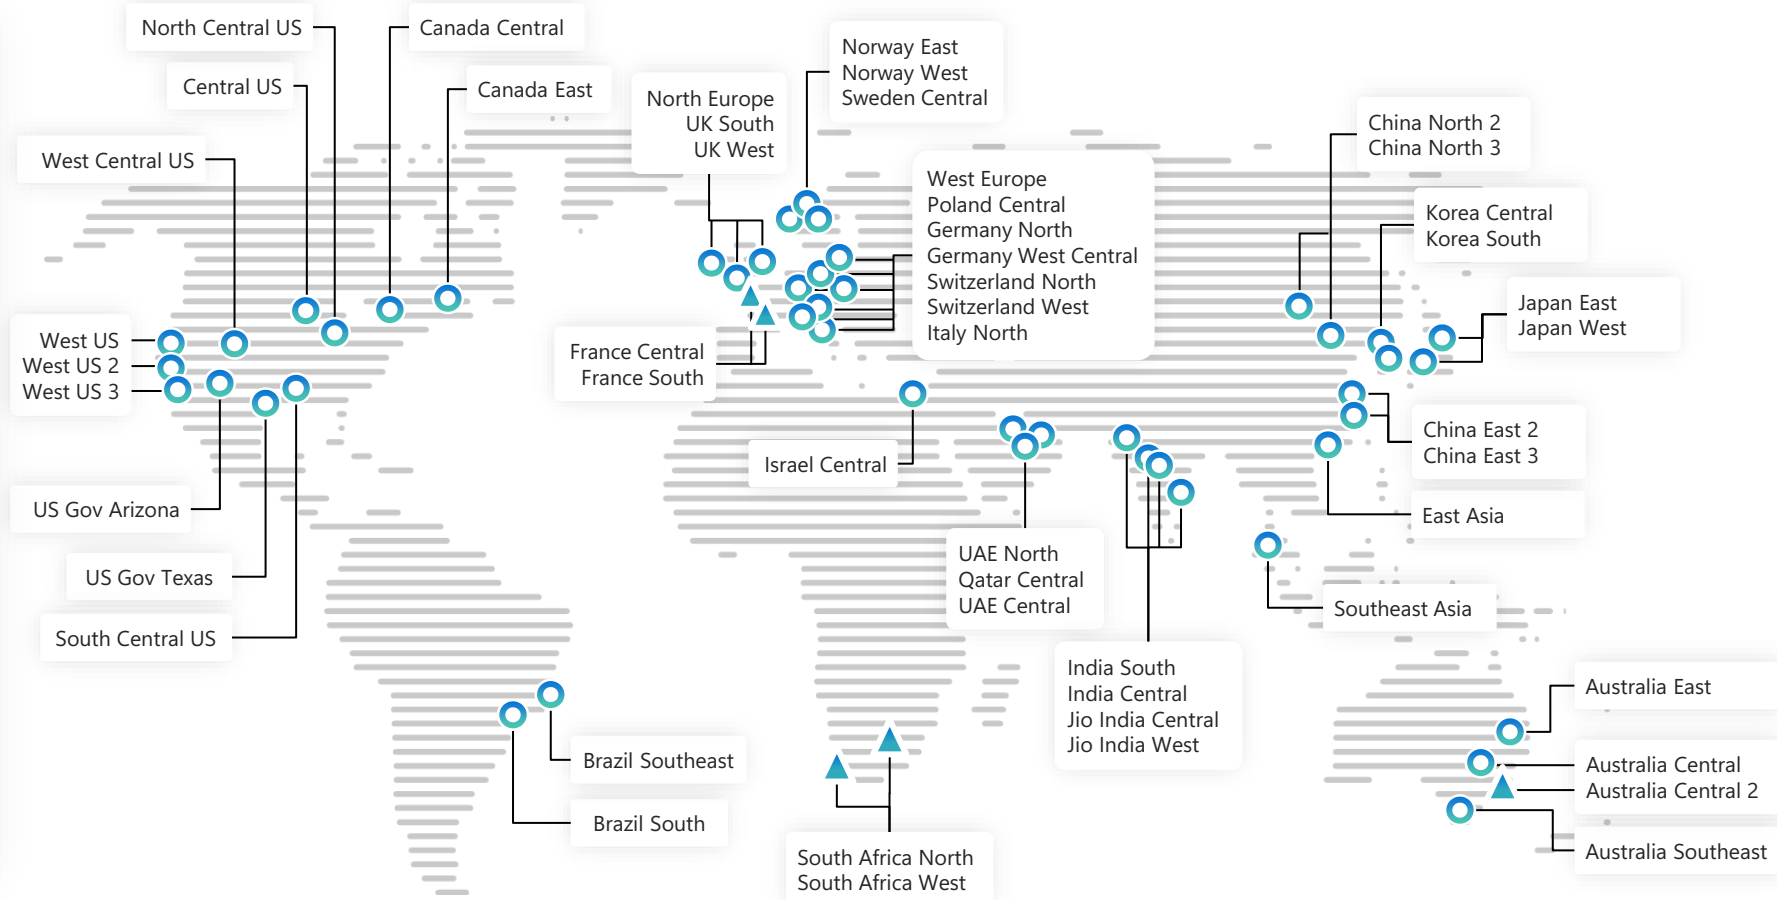 North Central US
Canada Central
Central US
Canada East
West Central US
North Europe
UK South
UK West
Norway East
Norway West
Sweden Central
West Europe
Poland Central
Germany North
Germany West Central
Switzerland North
Switzerland West
Italy North
China North 2
China North 3
Korea Central
Korea South
Japan East
Japan West
West US
West US 2
West US 3
France Central
France South
Israel Central
China East 2
China East 3
US Gov Arizona
East Asia
US Gov Texas
UAE North
Qatar Central
UAE Central
Southeast Asia
South Central US
India South
India Central
Jio India Central
Jio India West
Australia East
Brazil Southeast
Australia Central
Australia Central 2
Brazil South
Australia Southeast
South Africa North
South Africa West